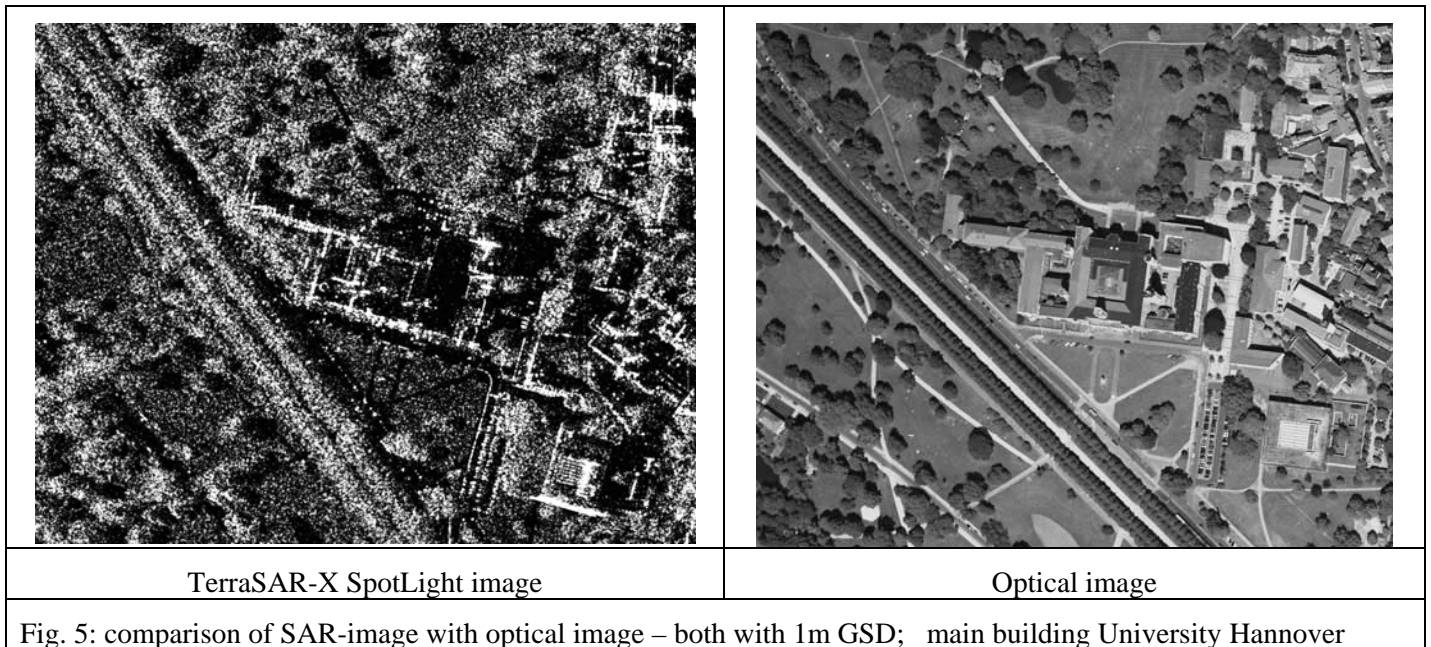 TerraSAR-X SpotLight image
Optical image
Fig. 5: comparison of SAR-image with optical image – both with 1m GSD; main building University Hannover